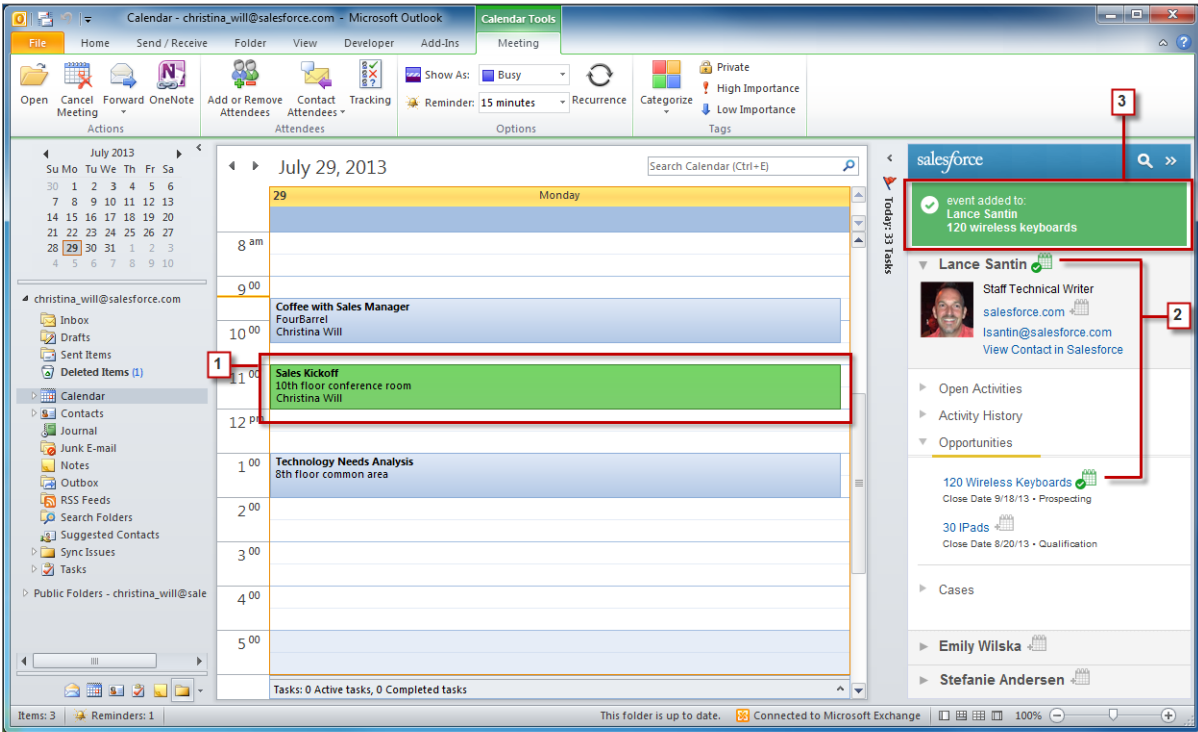 Calendar - christina_will@salesforce.com - Microsoft Outlook
Calendar Tools
File Home Send / Receive Folder View Developer Add-Ins Meeting
Open
Cancel Meeting
Forward
OneNote
Actions
Add or Remove Attendees
Contact Attendees
Tracking
Attendees
Show As: Busy
Reminder: 15 minutes
Recurrence
Options
Categorize
Private
High Importance
Low Importance
Tags
3
July 2013
Su Mo Tu We Th Fr Sa
30 1 2 3 4 5 6
7 8 9 10 11 12 13
14 15 16 17 18 19 20
21 22 23 24 25 26 27
28 29 30 31 1 2 3
4 5 6 7 8 9 10
christina_will@salesforce.com
Inbox
Drafts
Sent Items
Deleted Items (1)
Calendar
Contacts
Journal
Junk E-mail
Notes
Outbox
RSS Feeds
Search Folders
Suggested Contacts
Sync Issues
Tasks
Public Folders - christina_will@sale
July 29, 2013
Search Calendar (Ctrl+E)
29 Monday
8 am
9 00
Coffee with Sales Manager
FourBarrel
10 00
Christina Will
1
11 00
Sales Kickoff
10th floor conference room
Christina Will
12 pm
1 00
Technology Needs Analysis
8th floor common area
2 00
3 00
4 00
5 00
Tasks: 0 Active tasks, 0 Completed tasks
Today: 33 Tasks
salesforce
event added to:
Lance Santin
120 wireless keyboards
Lance Santin
Staff Technical Writer
salesforce.com
lsantin@salesforce.com
View Contact in Salesforce
2
Open Activities
Activity History
Opportunities
120 Wireless Keyboards
Close Date 9/18/13 • Prospecting
30 IPads
Close Date 8/20/13 • Qualification
Cases
Emily Wilska
Stefanie Andersen
Items: 3
Reminders: 1
This folder is up to date.
Connected to Microsoft Exchange
100%